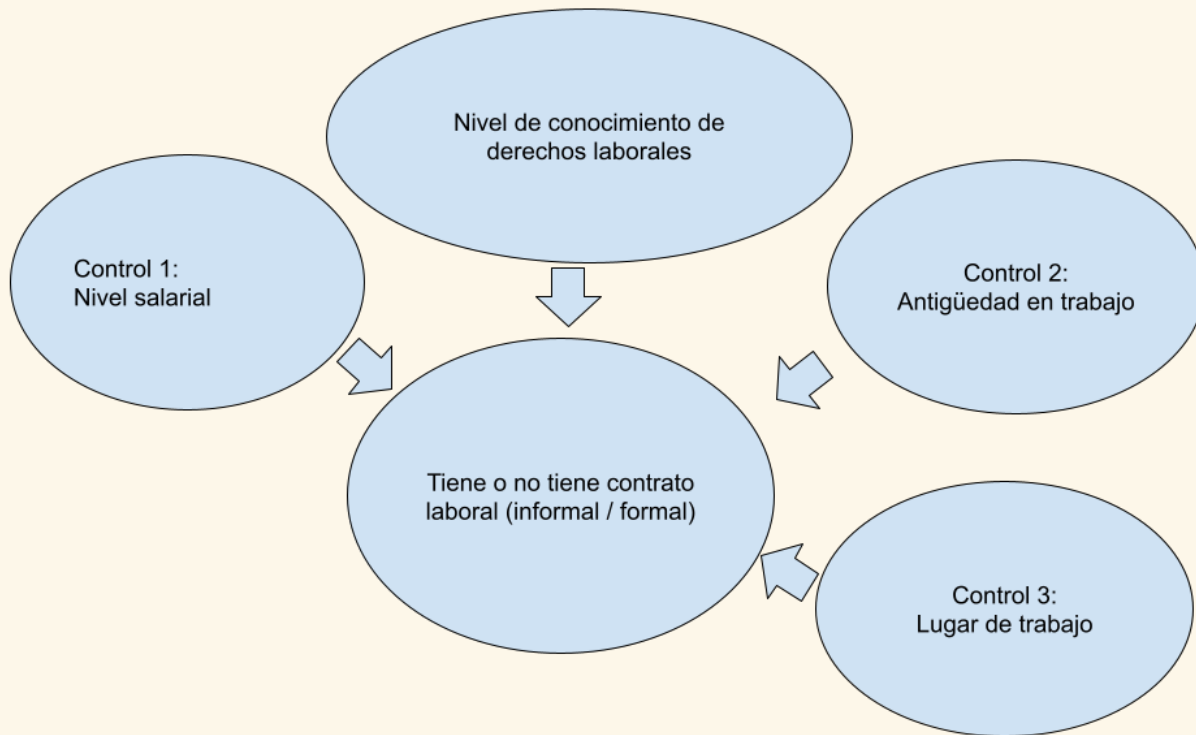 Nivel de conocimiento de
derechos laborales
Control 1:
Nivel salarial
Control 2:
Antigüedad en trabajo
Tiene o no tiene contrato
laboral (informal / formal)
Control 3:
Lugar de trabajo